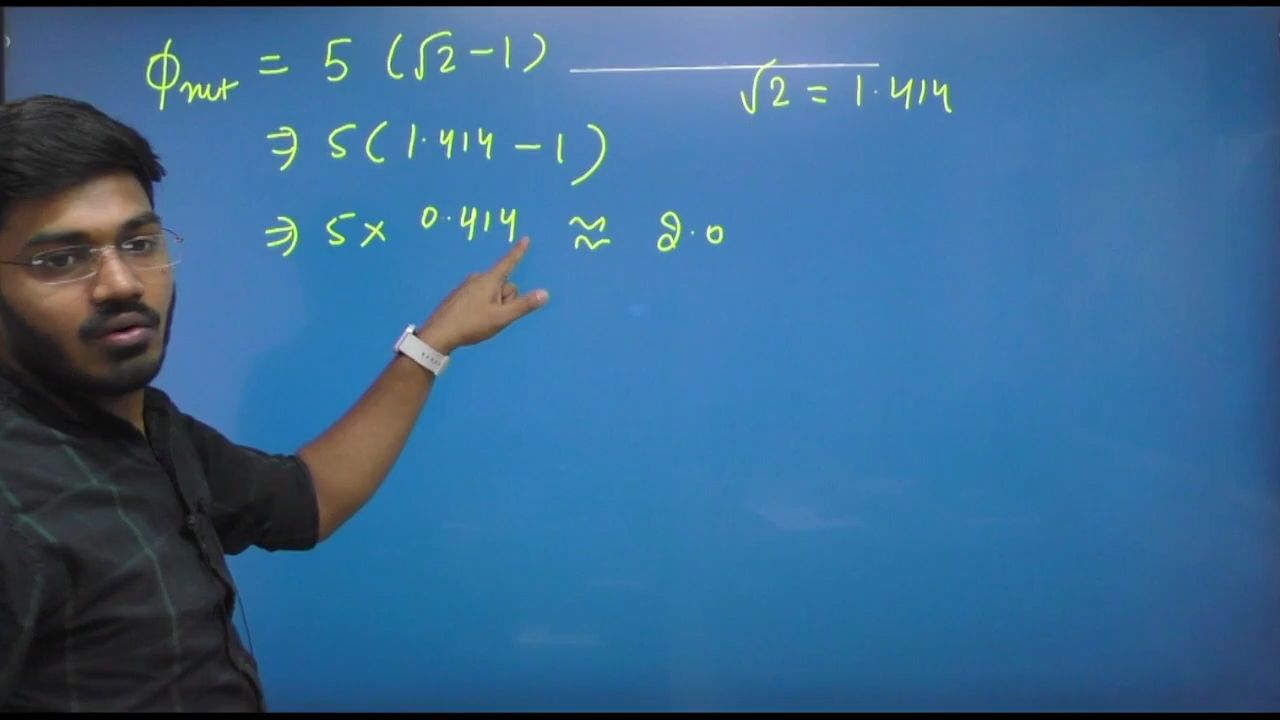 ϕnet = 5 (√2 - 1)
√2 = 1.414
⇒ 5(1.414 - 1)
⇒ 5 × 0.414 ≈ 2.0